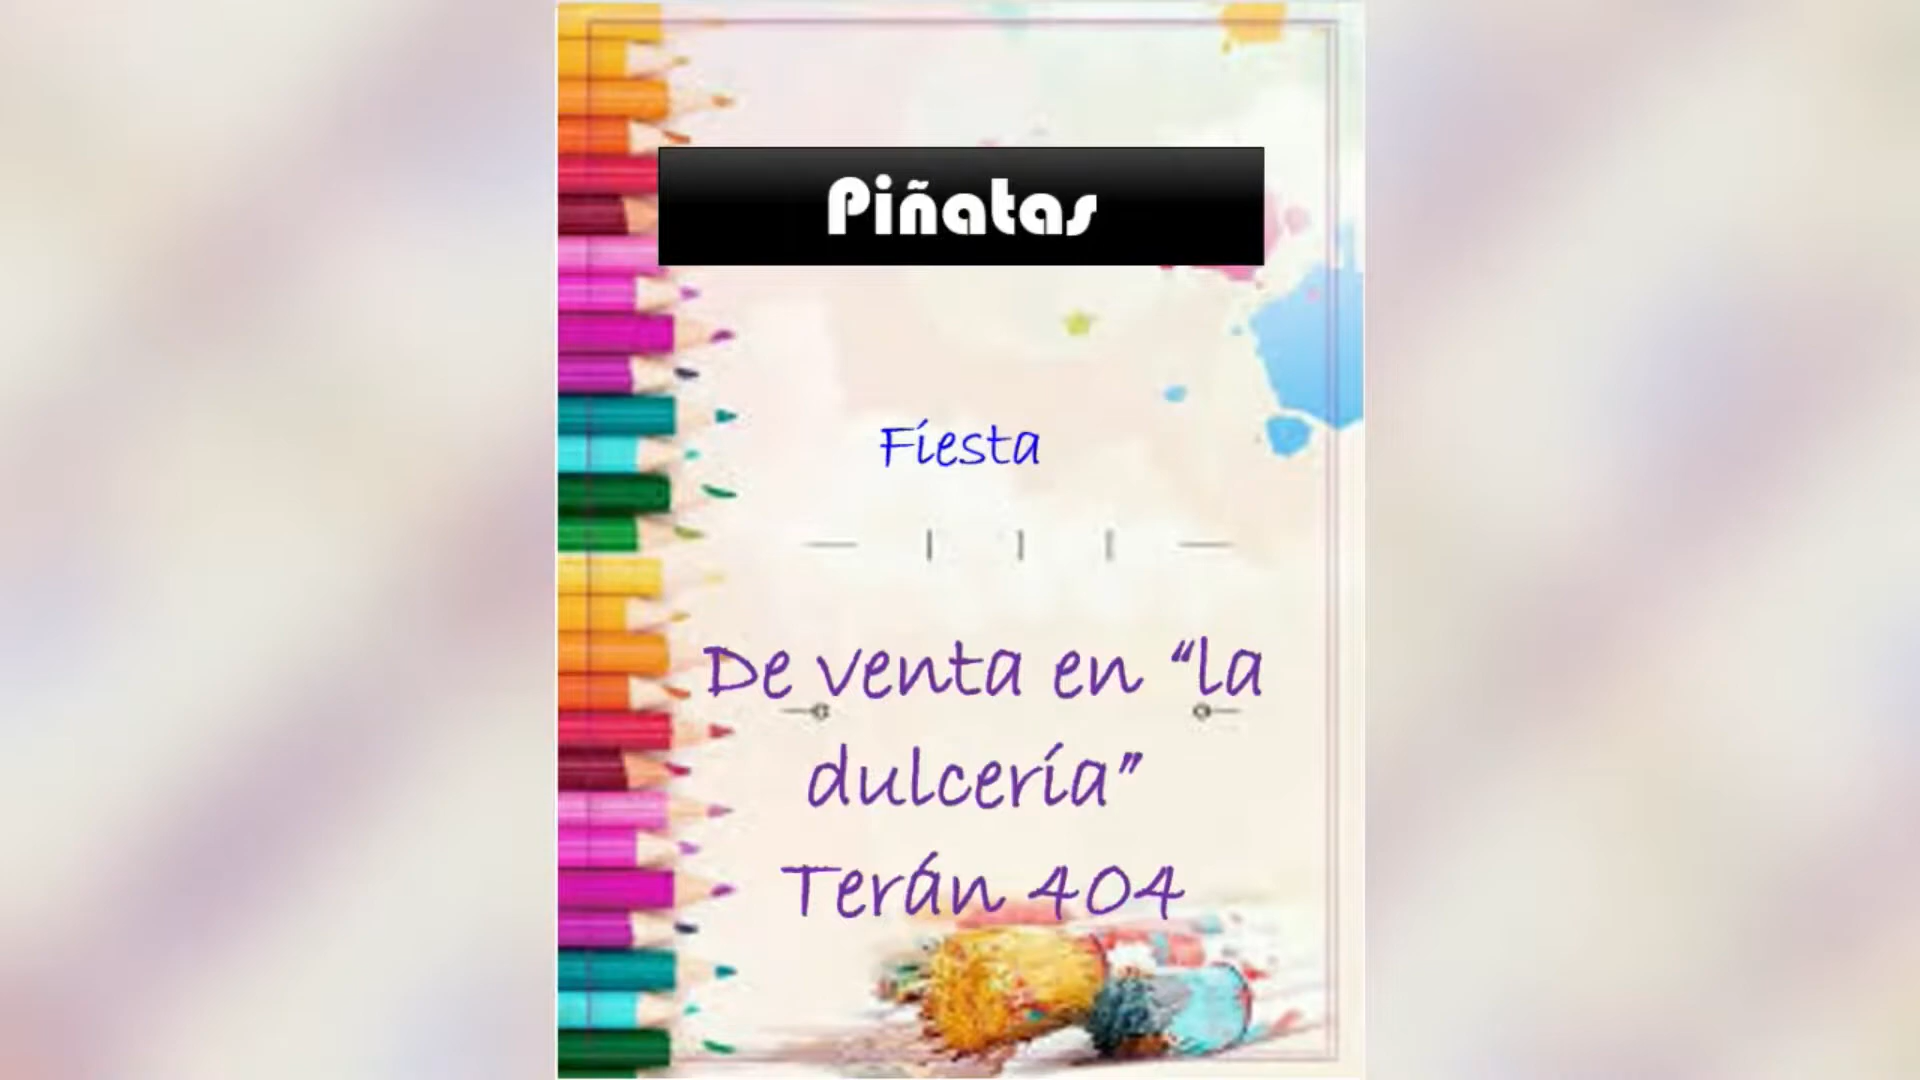 Piñatas
Fiesta
De venta en “la
dulcería”
Terán 404